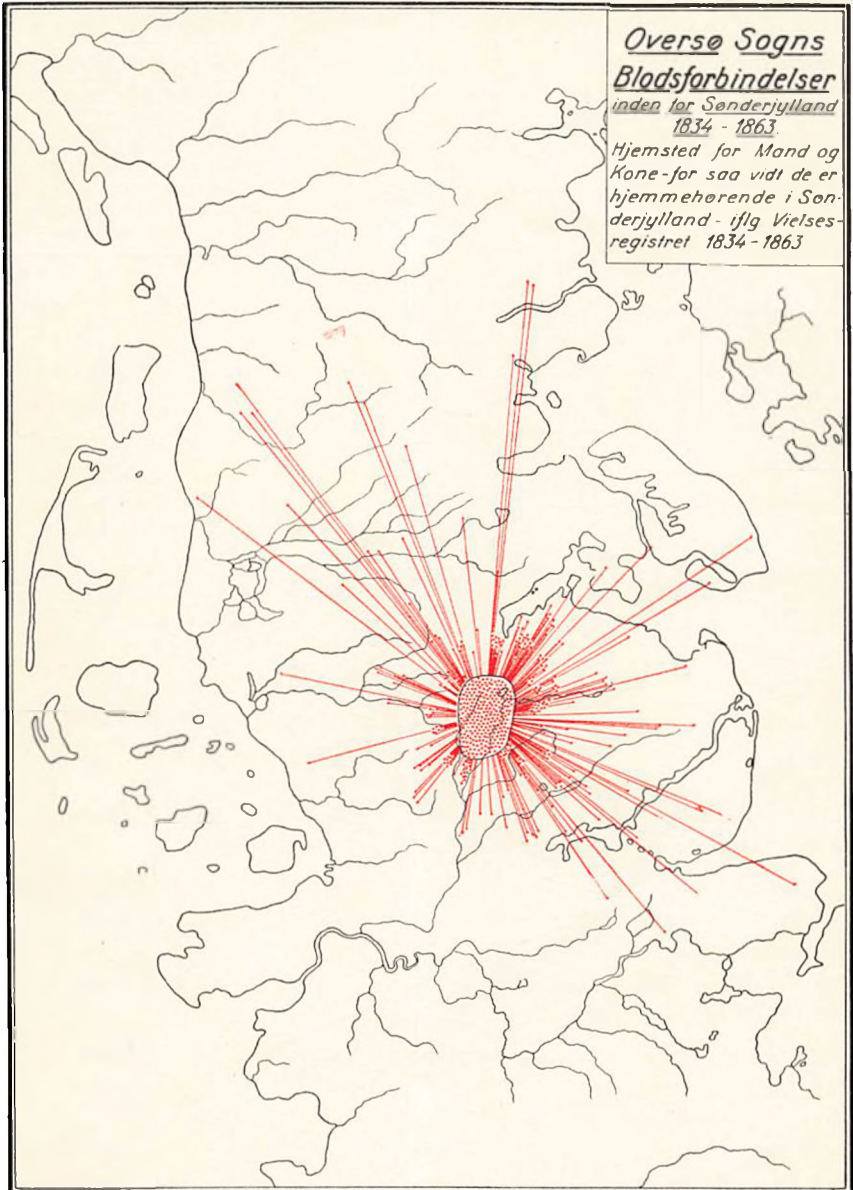 Oversø Sogns
Blodsforbindelser
inden for Sønderjylland
1834 - 1863.
Hjemsted for Mand og
Kone - for saa vidt de er
hjemmehørende i Søn-
derjylland - iflg Vielses-
registret 1834 - 1863